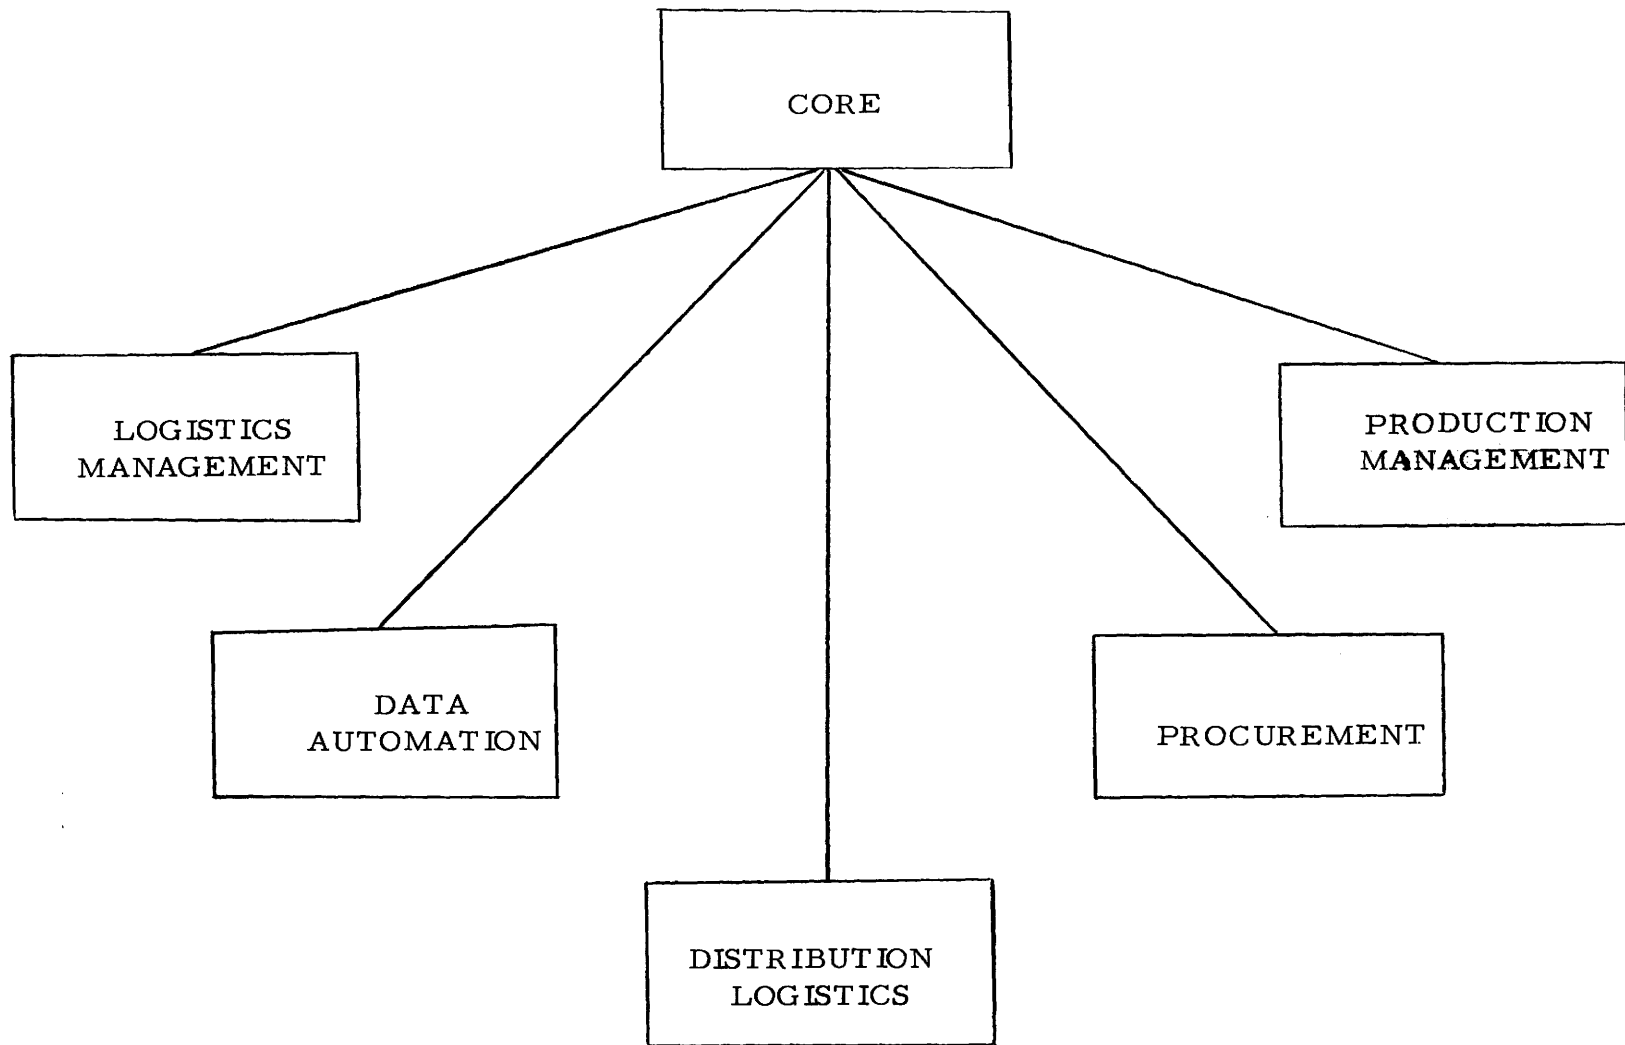 CORE
LOGISTICS
MANAGEMENT
PRODUCTION
MANAGEMENT
DATA
AUTOMATION
PROCUREMENT
DISTRIBUTION
LOGISTICS